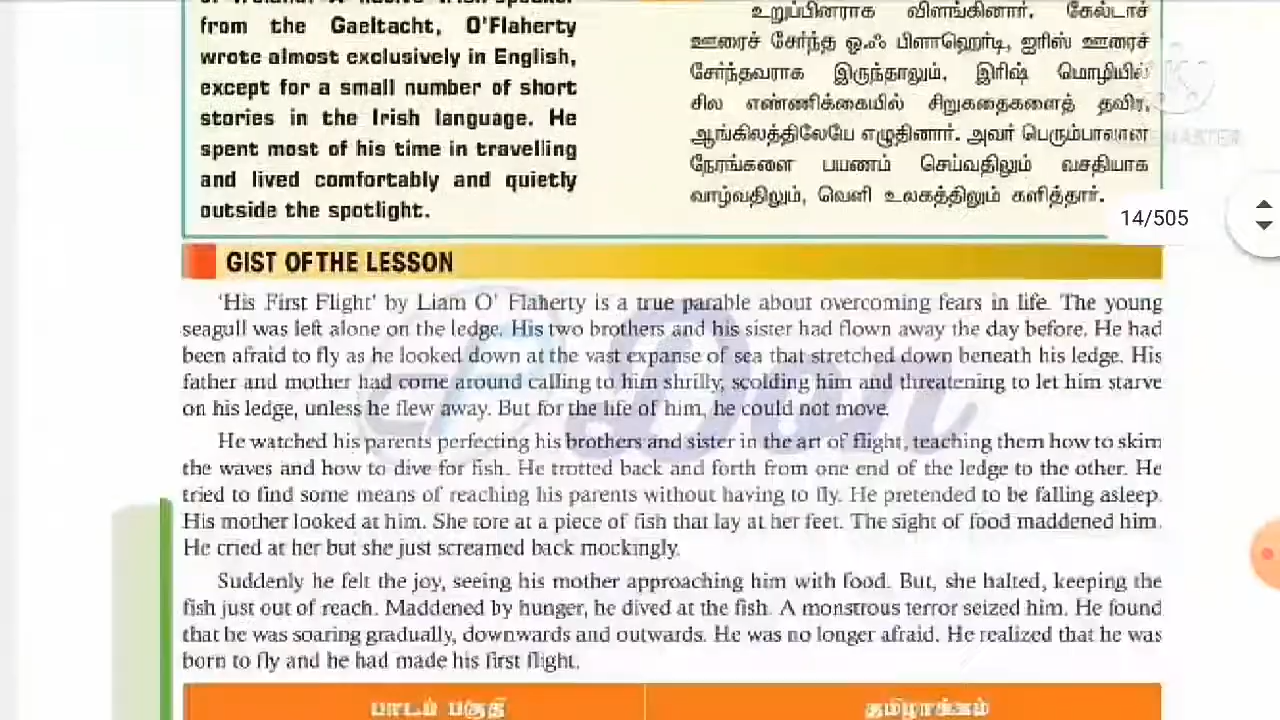 from the Gaeltacht, O'Flaherty
wrote almost exclusively in English,
except for a small number of short
stories in the Irish language. He
spent most of his time in travelling
and lived comfortably and quietly
outside the spotlight.
உறுப்பினராக விளங்கினார். கேல்டாச்
ஊரைச் சேர்ந்த ஒஃ பிளாஹெர்டி, ஐரிஸ் ஊரைச்
சேர்ந்தவராக இருந்தாலும், இரிஷ் மொழியில்
சில எண்ணிக்கையில் சிறுகதைகளைத் தவிர,
ஆங்கிலத்திலேயே எழுதினார். அவர் பெரும்பாலான
நேரங்களை பயணம் செய்வதிலும் வசதியாக
வாழ்வதிலும், வெளி உலகத்திலும் களித்தார்.
14/505
GIST OF THE LESSON
'His First Flight' by Liam O' Flaherty is a true parable about overcoming fears in life. The young
seagull was left alone on the ledge. His two brothers and his sister had flown away the day before. He had
been afraid to fly as he looked down at the vast expanse of sea that stretched down beneath his ledge. His
father and mother had come around calling to him shrilly, scolding him and threatening to let him starve
on his ledge, unless he flew away. But for the life of him, he could not move.
He watched his parents perfecting his brothers and sister in the art of flight, teaching them how to skim
the waves and how to dive for fish. He trotted back and forth from one end of the ledge to the other. He
tried to find some means of reaching his parents without having to fly. He pretended to be falling asleep.
His mother looked at him. She tore at a piece of fish that lay at her feet. The sight of food maddened him.
He cried at her but she just screamed back mockingly.
Suddenly he felt the joy, seeing his mother approaching him with food. But, she halted, keeping the
fish just out of reach. Maddened by hunger, he dived at the fish. A monstrous terror seized him. He found
that he was soaring gradually, downwards and outwards. He was no longer afraid. He realized that he was
born to fly and he had made his first flight.
பாடம் பகுதி
தமிழாக்கம்
Don